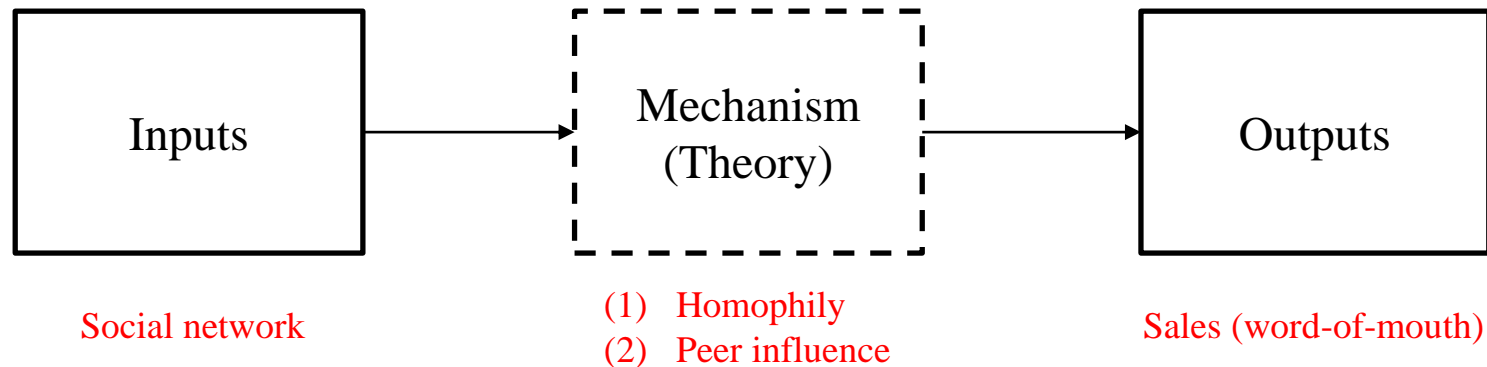 Inputs
Mechanism
(Theory)
Outputs
Social network
(1) Homophily
(2) Peer influence
Sales (word-of-mouth)